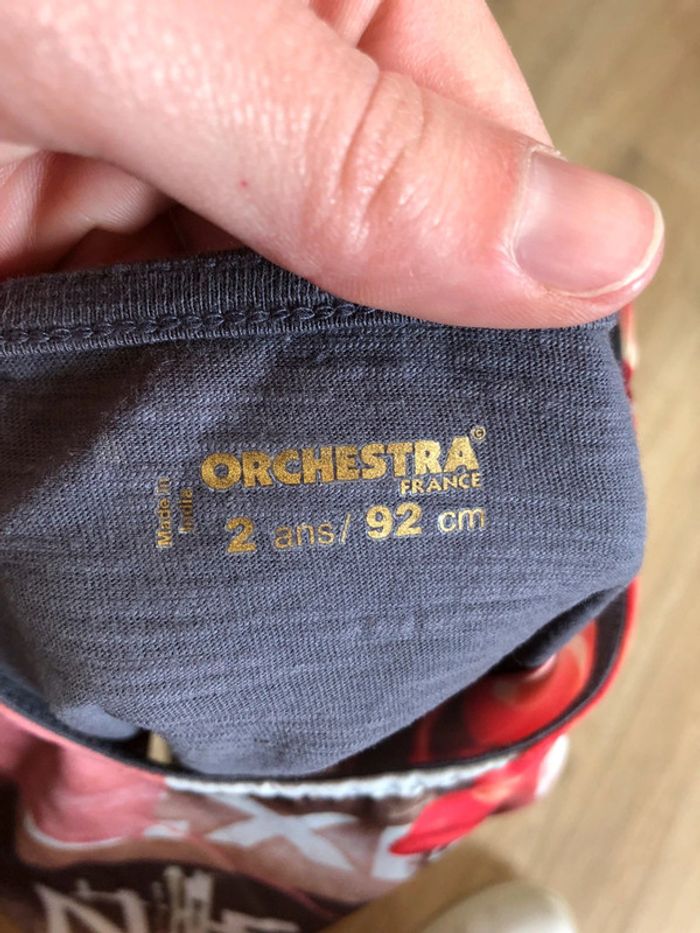 ORCHESTRA©
FRANCE
2 ans/ 92 cm
Made in
India